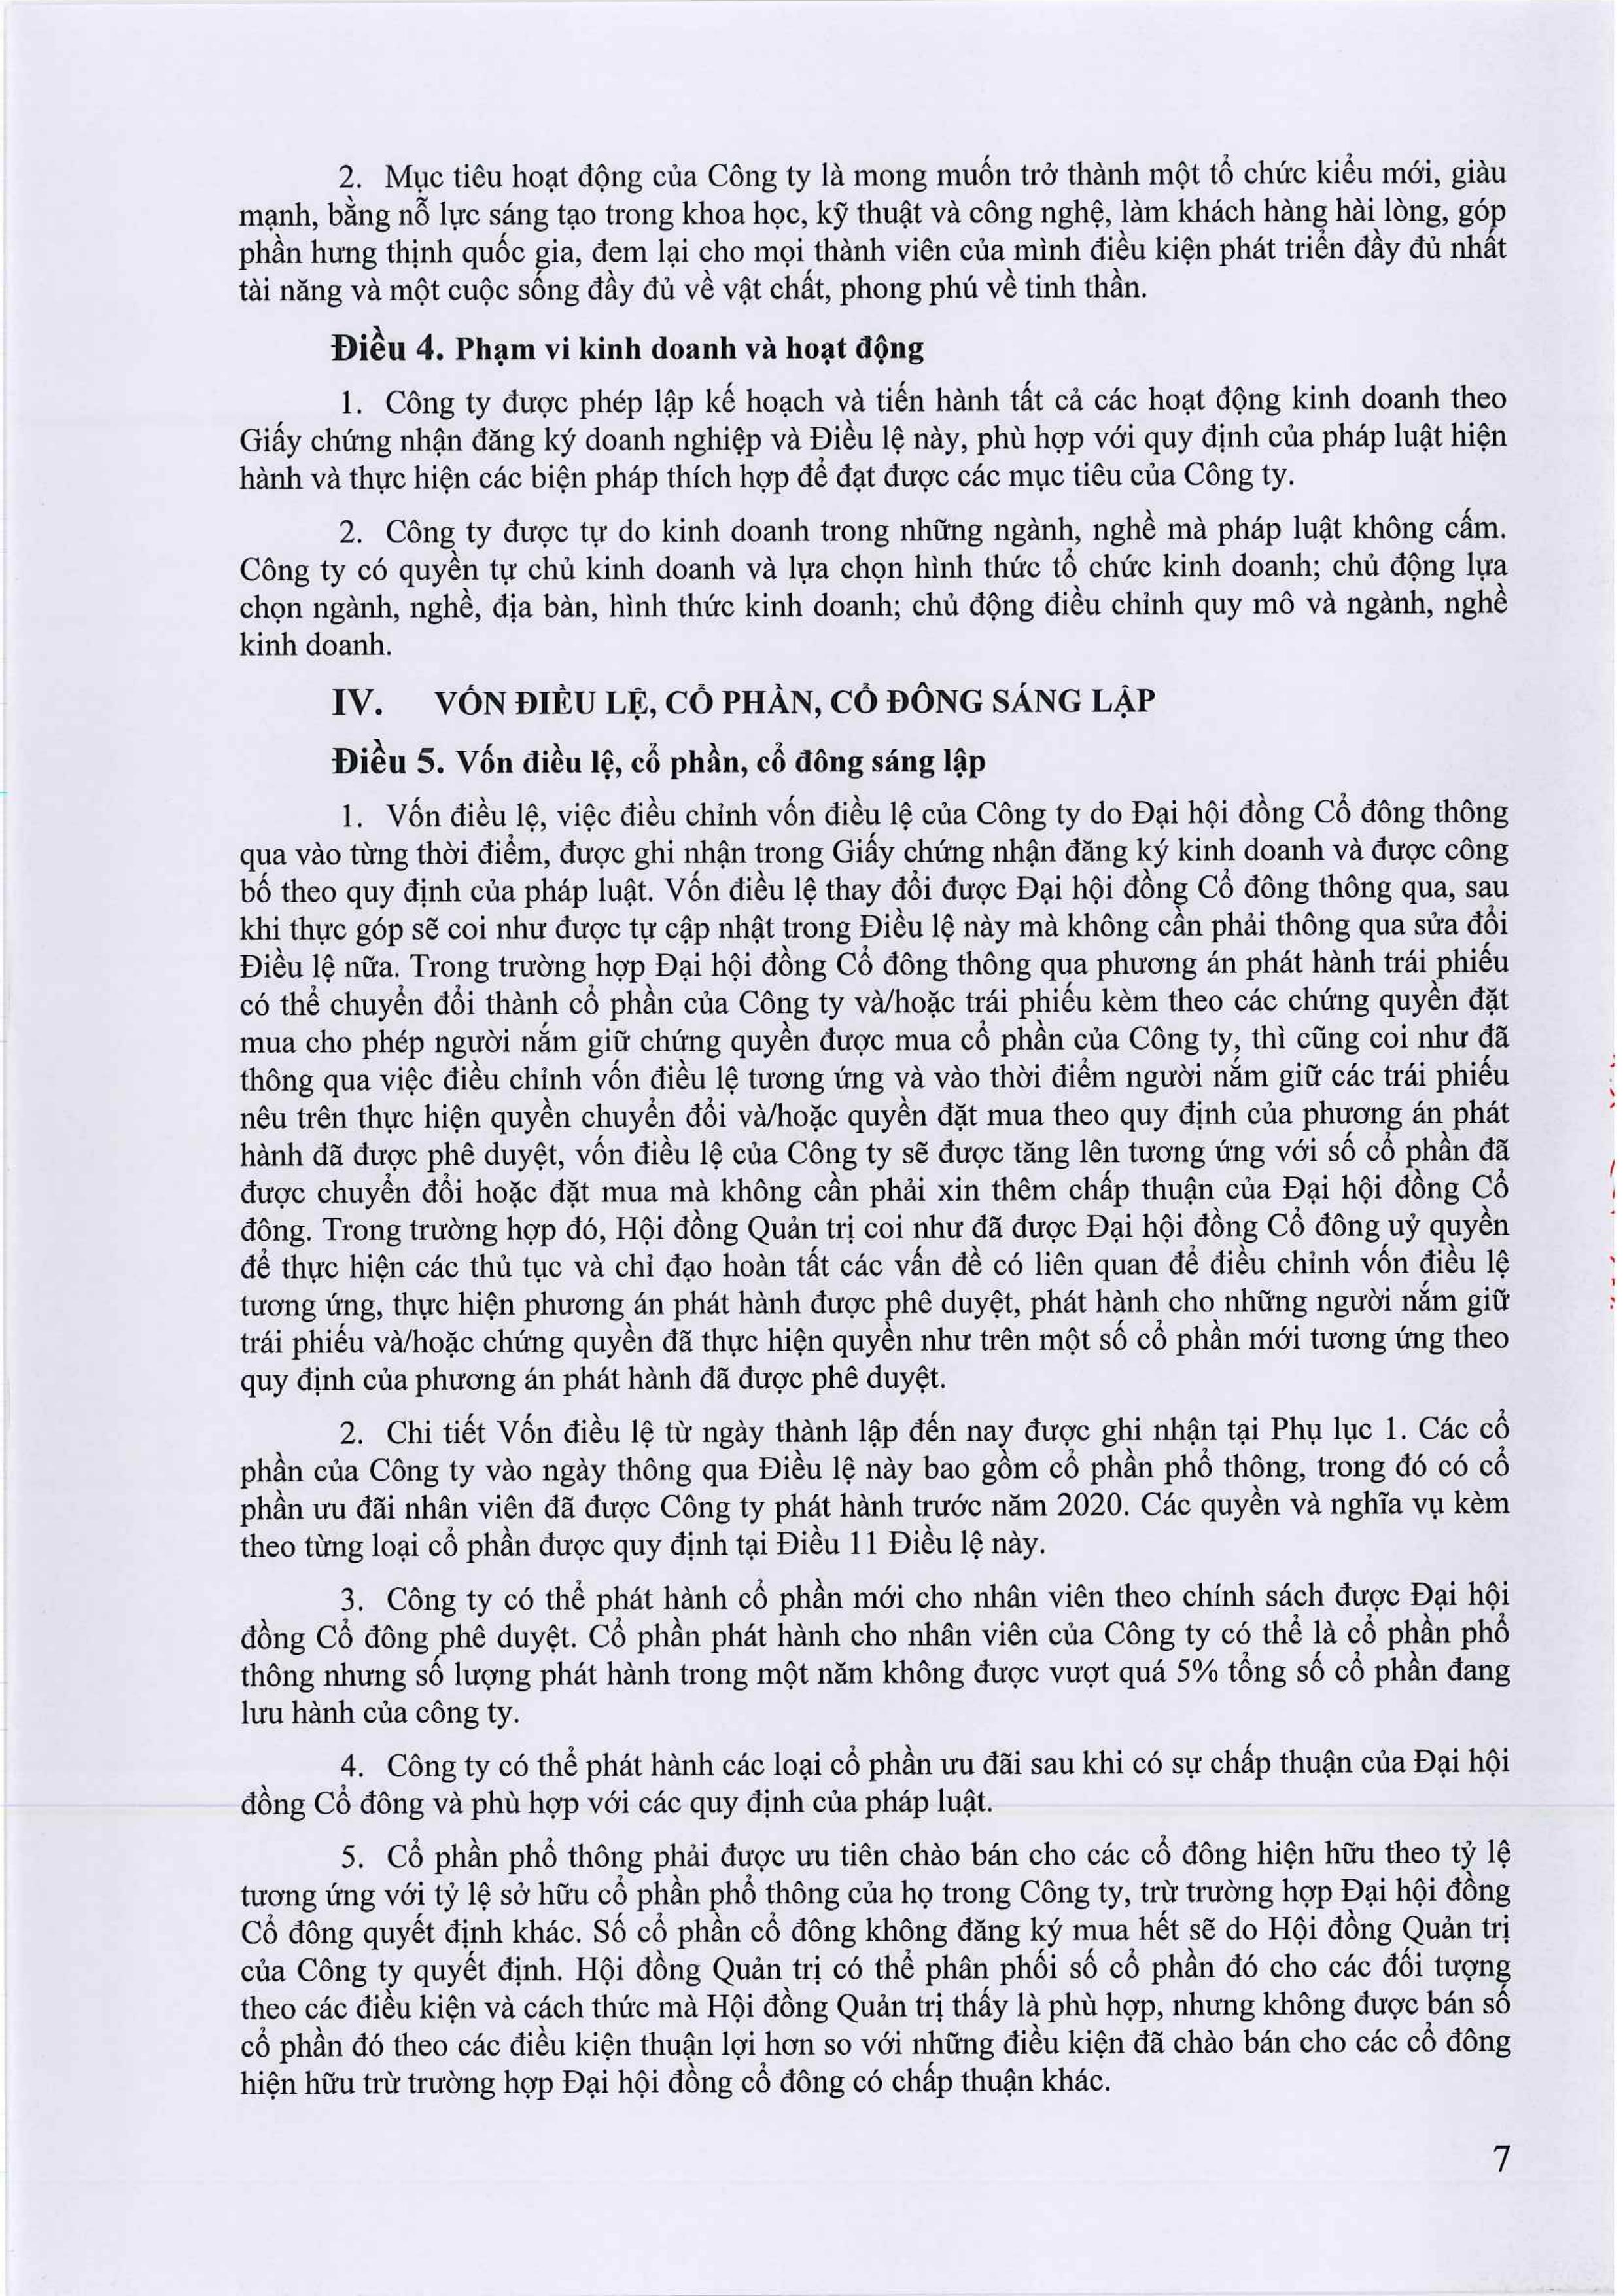 2. Mục tiêu hoạt động của Công ty là mong muốn trở thành một tổ chức kiểu mới, giàu
mạnh, bằng nỗ lực sáng tạo trong khoa học, kỹ thuật và công nghệ, làm khách hàng hài lòng, góp
phần hưng thịnh quốc gia, đem lại cho mọi thành viên của mình điều kiện phát triển đầy đủ nhất
tài năng và một cuộc sống đầy đủ về vật chất, phong phú về tinh thần.
Điều 4. Phạm vi kinh doanh và hoạt động
1. Công ty được phép lập kế hoạch và tiến hành tất cả các hoạt động kinh doanh theo
Giấy chứng nhận đăng ký doanh nghiệp và Điều lệ này, phù hợp với quy định của pháp luật hiện
hành và thực hiện các biện pháp thích hợp để đạt được các mục tiêu của Công ty.
2. Công ty được tự do kinh doanh trong những ngành, nghề mà pháp luật không cấm.
Công ty có quyền tự chủ kinh doanh và lựa chọn hình thức tổ chức kinh doanh; chủ động lựa
chọn ngành, nghề, địa bàn, hình thức kinh doanh; chủ động điều chỉnh quy mô và ngành, nghề
kinh doanh.
IV. VỐN ĐIỀU LỆ, CỔ PHẦN, CỔ ĐÔNG SÁNG LẬP
Điều 5. Vốn điều lệ, cổ phần, cổ đông sáng lập
1. Vốn điều lệ, việc điều chỉnh vốn điều lệ của Công ty do Đại hội đồng Cổ đông thông
qua vào từng thời điểm, được ghi nhận trong Giấy chứng nhận đăng ký kinh doanh và được công
bố theo quy định của pháp luật. Vốn điều lệ thay đổi được Đại hội đồng Cổ đông thông qua, sau
khi thực góp sẽ coi như được tự cập nhật trong Điều lệ này mà không cần phải thông qua sửa đổi
Điều lệ nữa. Trong trường hợp Đại hội đồng Cổ đông thông qua phương án phát hành trái phiếu
có thể chuyển đổi thành cổ phần của Công ty và/hoặc trái phiếu kèm theo các chứng quyền đặt
mua cho phép người nắm giữ chứng quyền được mua cổ phần của Công ty, thì cũng coi như đã
thông qua việc điều chỉnh vốn điều lệ tương ứng và vào thời điểm người nắm giữ các trái phiếu
nêu trên thực hiện quyền chuyển đổi và/hoặc quyền đặt mua theo quy định của phương án phát
hành đã được phê duyệt, vốn điều lệ của Công ty sẽ được tăng lên tương ứng với số cổ phần đã
được chuyển đổi hoặc đặt mua mà không cần phải xin thêm chấp thuận của Đại hội đồng Cổ
đông. Trong trường hợp đó, Hội đồng Quản trị coi như đã được Đại hội đồng Cổ đông uỷ quyền
để thực hiện các thủ tục và chỉ đạo hoàn tất các vấn đề có liên quan để điều chỉnh vốn điều lệ
tương ứng, thực hiện phương án phát hành được phê duyệt, phát hành cho những người nắm giữ
trái phiếu và/hoặc chứng quyền đã thực hiện quyền như trên một số cổ phần mới tương ứng theo
quy định của phương án phát hành đã được phê duyệt.
2. Chi tiết Vốn điều lệ từ ngày thành lập đến nay được ghi nhận tại Phụ lục 1. Các cổ
phần của Công ty vào ngày thông qua Điều lệ này bao gồm cổ phần phổ thông, trong đó có cổ
phần ưu đãi nhân viên đã được Công ty phát hành trước năm 2020. Các quyền và nghĩa vụ kèm
theo từng loại cổ phần được quy định tại Điều 11 Điều lệ này.
3. Công ty có thể phát hành cổ phần mới cho nhân viên theo chính sách được Đại hội
đồng Cổ đông phê duyệt. Cổ phần phát hành cho nhân viên của Công ty có thể là cổ phần phổ
thông nhưng số lượng phát hành trong một năm không được vượt quá 5% tổng số cổ phần đang
lưu hành của công ty.
4. Công ty có thể phát hành các loại cổ phần ưu đãi sau khi có sự chấp thuận của Đại hội
đồng Cổ đông và phù hợp với các quy định của pháp luật.
5. Cổ phần phổ thông phải được ưu tiên chào bán cho các cổ đông hiện hữu theo tỷ lệ
tương ứng với tỷ lệ sở hữu cổ phần phổ thông của họ trong Công ty, trừ trường hợp Đại hội đồng
Cổ đông quyết định khác. Số cổ phần cổ đông không đăng ký mua hết sẽ do Hội đồng Quản trị
của Công ty quyết định. Hội đồng Quản trị có thể phân phối số cổ phần đó cho các đối tượng
theo các điều kiện và cách thức mà Hội đồng Quản trị thấy là phù hợp, nhưng không được bán số
cổ phần đó theo các điều kiện thuận lợi hơn so với những điều kiện đã chào bán cho các cổ đông
hiện hữu trừ trường hợp Đại hội đồng cổ đông có chấp thuận khác.
7